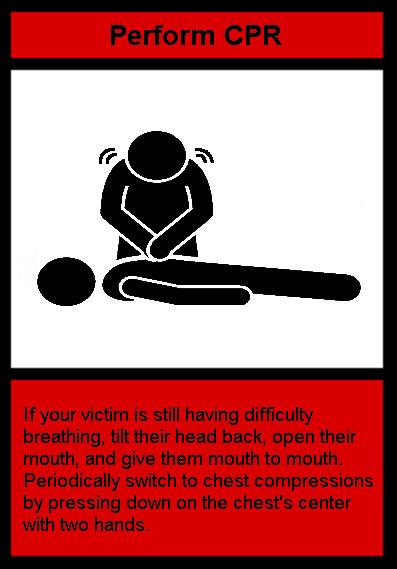 Perform CPR
If your victim is still having difficulty
breathing, tilt their head back, open their
mouth, and give them mouth to mouth.
Periodically switch to chest compressions
by pressing down on the chest's center
with two hands.